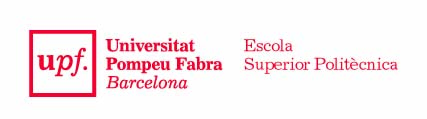 upf.
Universitat
Pompeu Fabra
Barcelona
Escola
Superior Politècnica